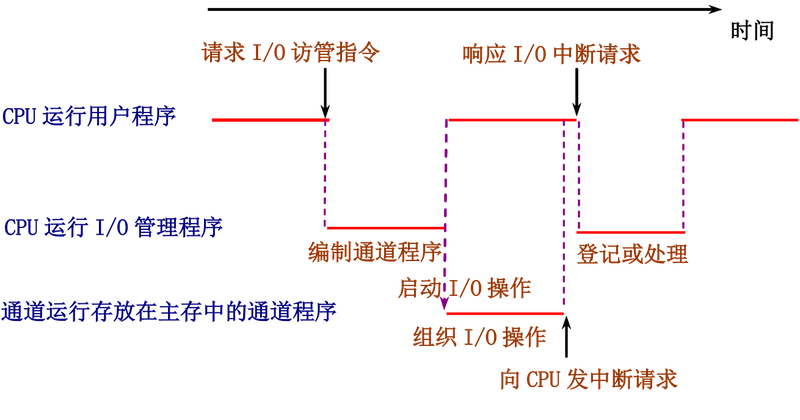 时间
请求 I/O 访管指令
响应 I/O 中断请求
CPU 运行用户程序
CPU 运行 I/O 管理程序
编制通道程序
登记或处理
启动 I/O 操作
通道运行存放在主存中的通道程序
组织 I/O 操作
向 CPU 发中断请求